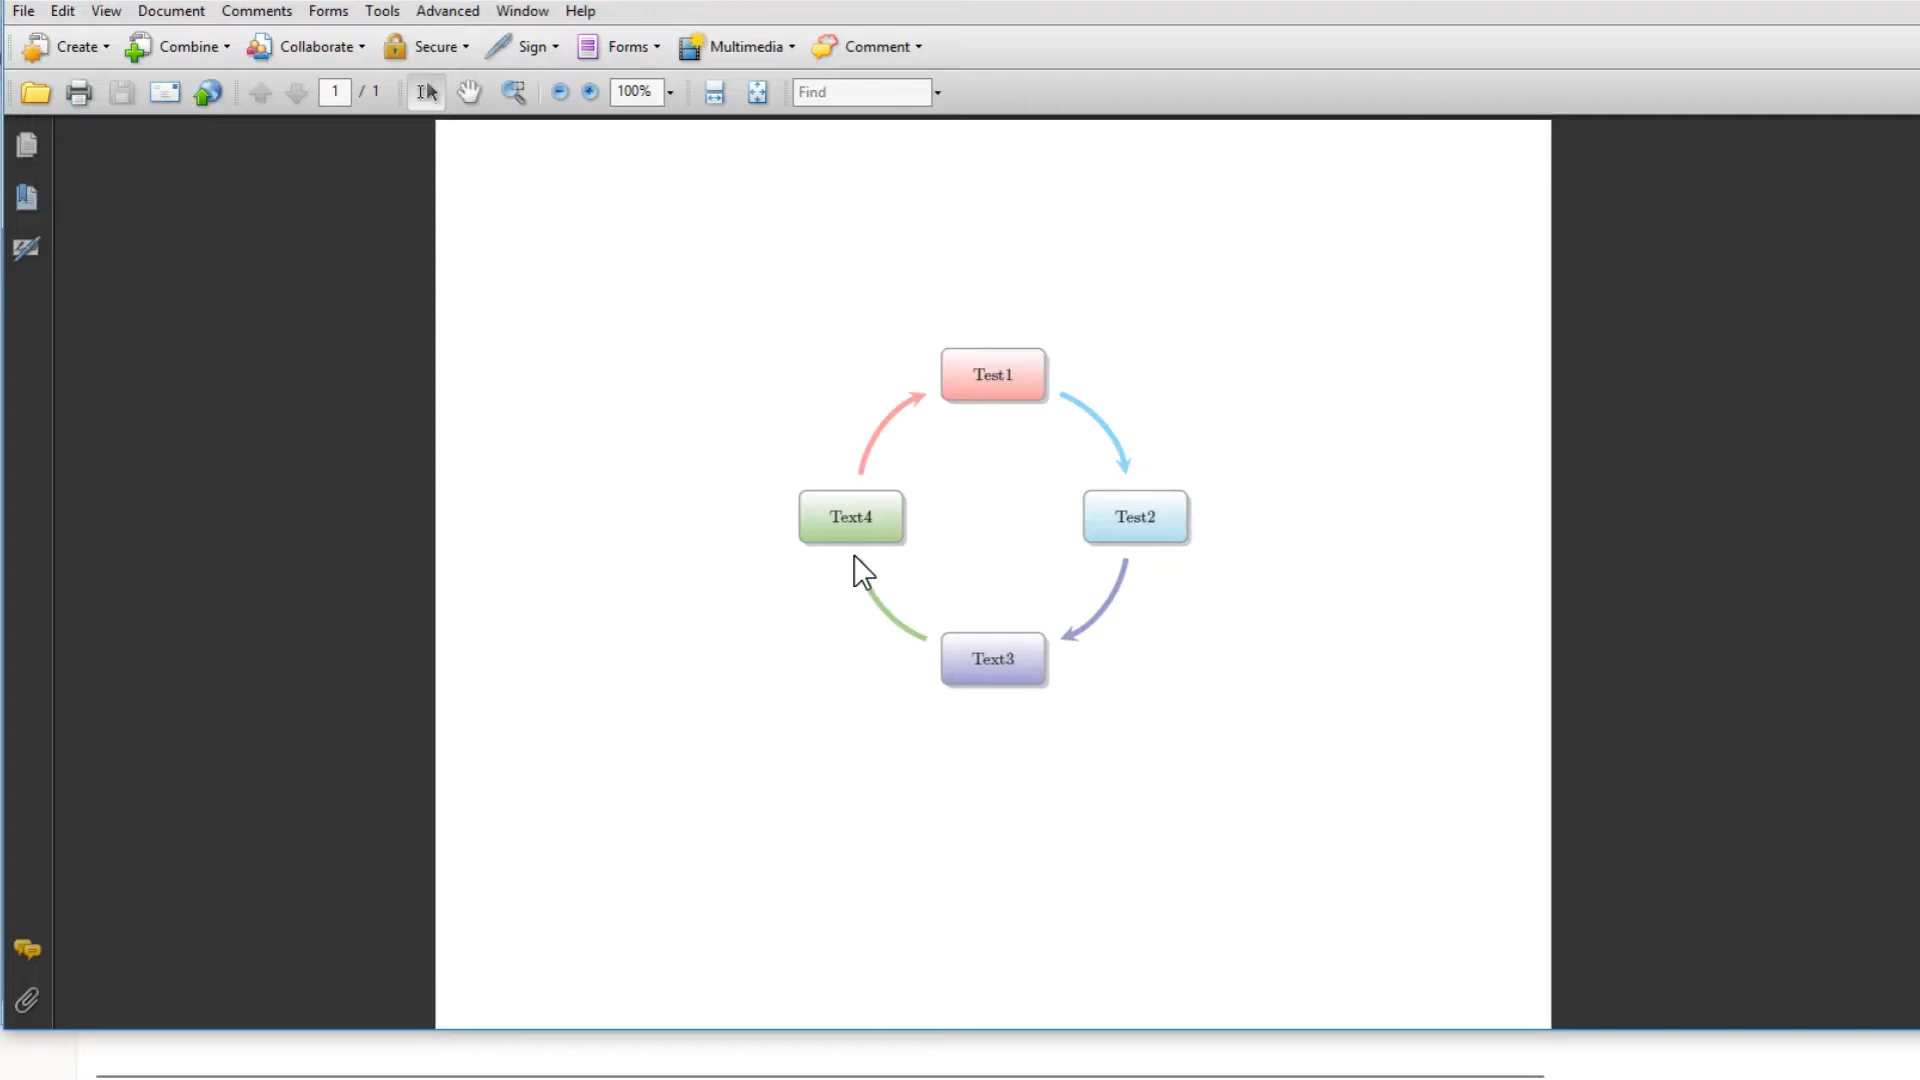 File Edit View Document Comments Forms Tools Advanced Window Help
Create Combine Collaborate Secure Sign Forms Multimedia Comment
1 / 1 100% Find
Test1
Text4 Test2
Text3